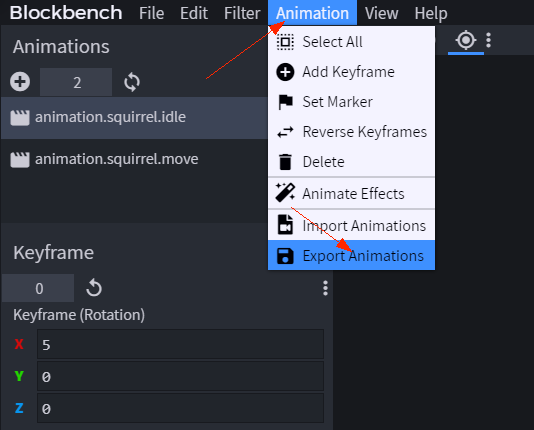 Blockbench File Edit Filter Animation View Help
Animations
Select All
2
Add Keyframe
animation.squirrel.idle
Set Marker
Reverse Keyframes
animation.squirrel.move
Delete
Animate Effects
Import Animations
Keyframe
Export Animations
0
Keyframe (Rotation)
X 5
Y 0
Z 0